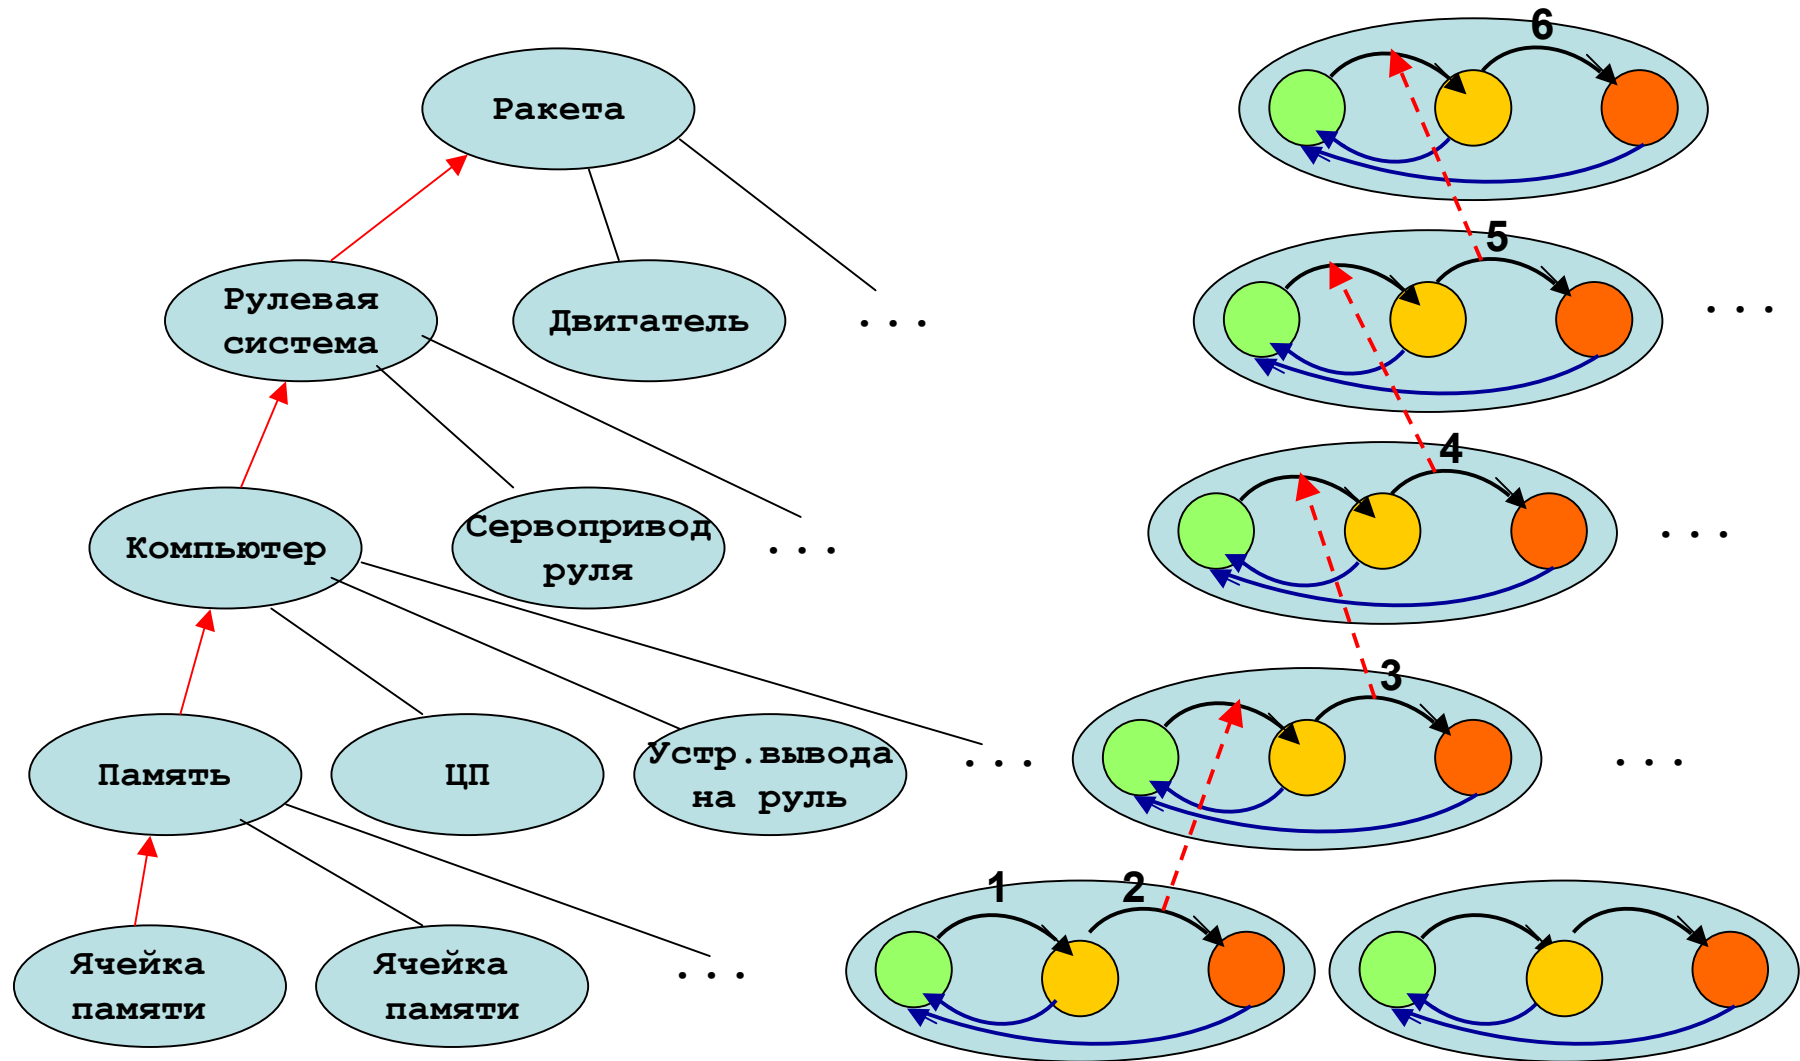 6
Ракета
5
Рулевая
система
Двигатель
. . .
. . .
4
Сервопривод
руля
Компьютер
. . .
. . .
3
Память
ЦП
Устр.вывода
на руль
. . .
. . .
1
2
Ячейка
памяти
Ячейка
памяти
. . .